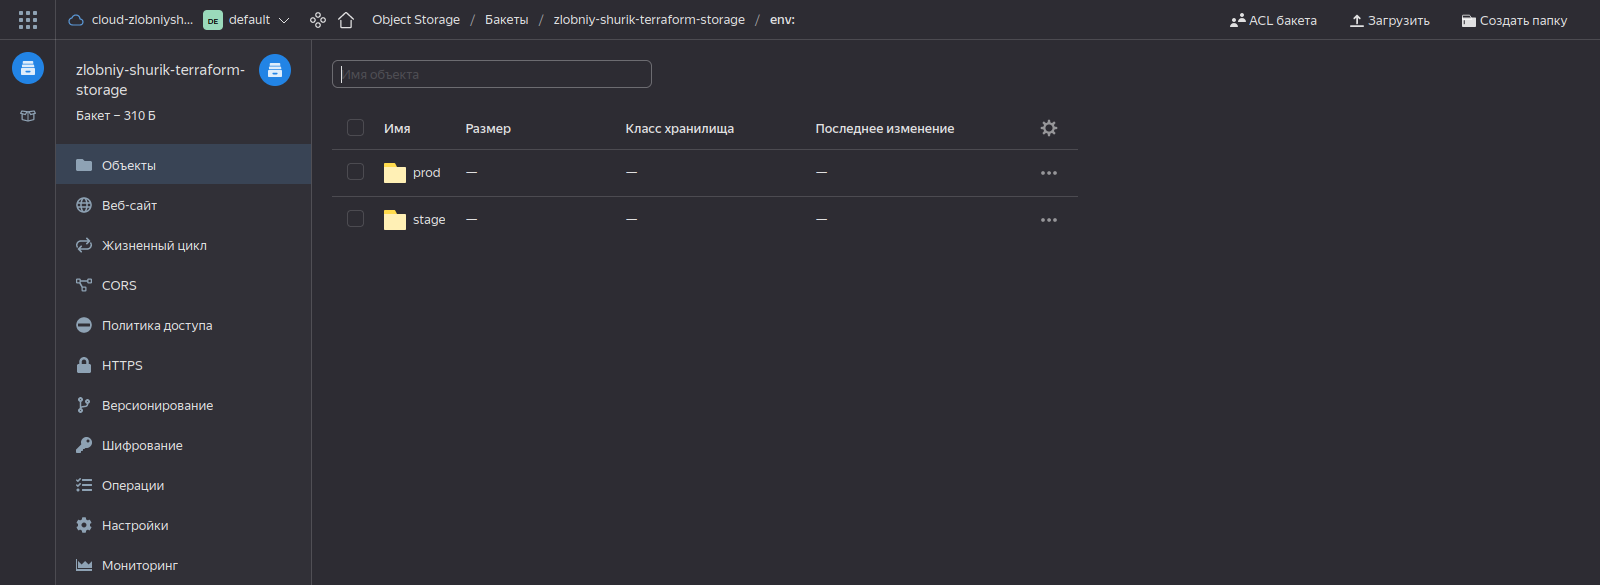 cloud-zlobniysh... DE default Object Storage / Бакеты / zlobniy-shurik-terraform-storage / env: ACL бакета Загрузить Создать папку
zlobniy-shurik-terraform-
storage
Бакет – 310 Б
Объекты
Веб-сайт
Жизненный цикл
CORS
Политика доступа
HTTPS
Версионирование
Шифрование
Операции
Настройки
Мониторинг
Имя объекта
Имя Размер Класс хранилища Последнее изменение
prod — — —
stage — — —